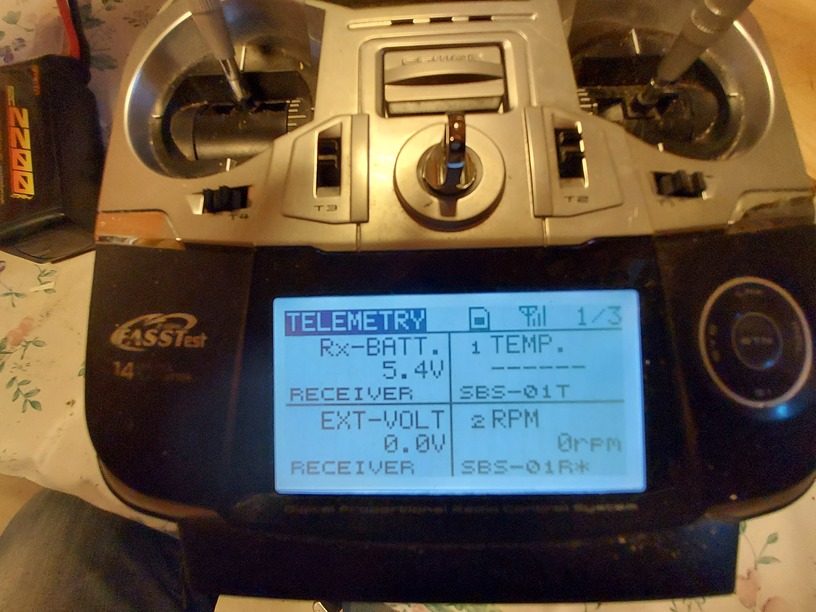 2200
T4
T3
T2
T1
FASSTest
14
TELEMETRY 1/3
Rx-BATT.
5.4V
RECEIVER
1 TEMP.
------
SBS-01T
EXT-VOLT
0.0V
RECEIVER
2 RPM
0rpm
SBS-01R*